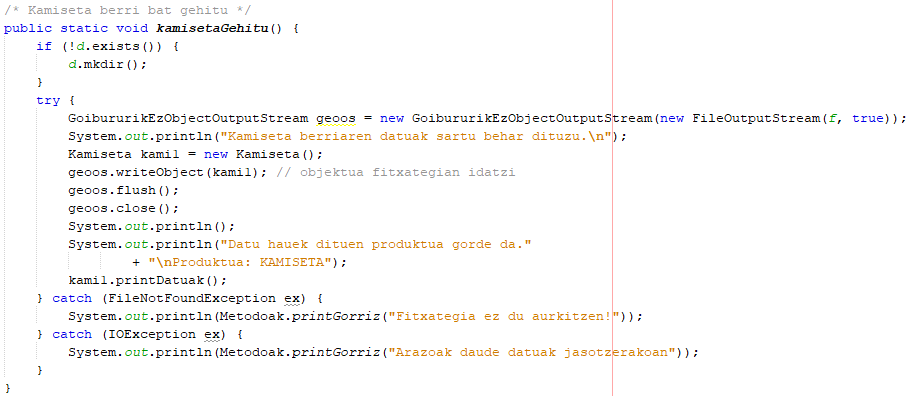 /* Kamiseta berri bat gehitu */
public static void kamisetaGehitu() {
    if (!d.exists()) {
        d.mkdir();
    }
    try {
        GoibururikEzObjectOutputStream geoos = new GoibururikEzObjectOutputStream(new FileOutputStream(f, true));
        System.out.println("Kamiseta berriaren datuak sartu behar dituzu.\n");
        Kamiseta kami1 = new Kamiseta();
        geoos.writeObject(kami1); // objektua fitxategian idatzi
        geoos.flush();
        geoos.close();
        System.out.println();
        System.out.println("Datu hauek dituen produktua gorde da."
                + "\nProduktua: KAMISETA");
        kami1.printDatuak();
    } catch (FileNotFoundException ex) {
        System.out.println(Metodoak.printGorriz("Fitxategia ez du aurkitzen!"));
    } catch (IOException ex) {
        System.out.println(Metodoak.printGorriz("Arazoak daude datuak jasotzerakoan"));
    }
}